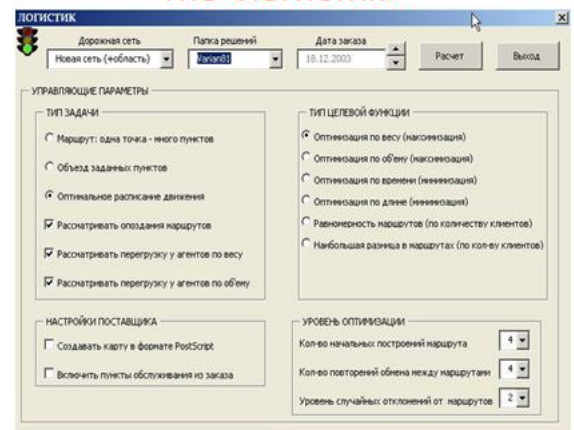 ЛОГИСТИК
Дорожная сеть Папка решений Дата заказа
Новая сеть (+область) Varian81 18.12.2003 Расчет Выход
УПРАВЛЯЮЩИЕ ПАРАМЕТРЫ
ТИП ЗАДАЧИ
Маршрут: одна точка - много пунктов
Объезд заданных пунктов
Оптимальное расписание движения
Рассматривать опоздания маршрутов
Рассматривать перегрузку у агентов по весу
Рассматривать перегрузку у агентов по объему
ТИП ЦЕЛЕВОЙ ФУНКЦИИ
Оптимизация по весу (максимизация)
Оптимизация по объему (максимизация)
Оптимизация по времени (минимизация)
Оптимизация по длине (минимизация)
Равномерность маршрутов (по количеству клиентов)
Наибольшая разница в маршрутах (по кол-ву клиентов)
НАСТРОЙКИ ПОСТАВЩИКА
Создавать карту в формате PostScript
Включить пункты обслуживания из заказа
УРОВЕНЬ ОПТИМИЗАЦИИ
Кол-во начальных построений маршрута 4
Кол-во повторений обмена между маршрутами 4
Уровень случайных отклонений от маршрутов 2